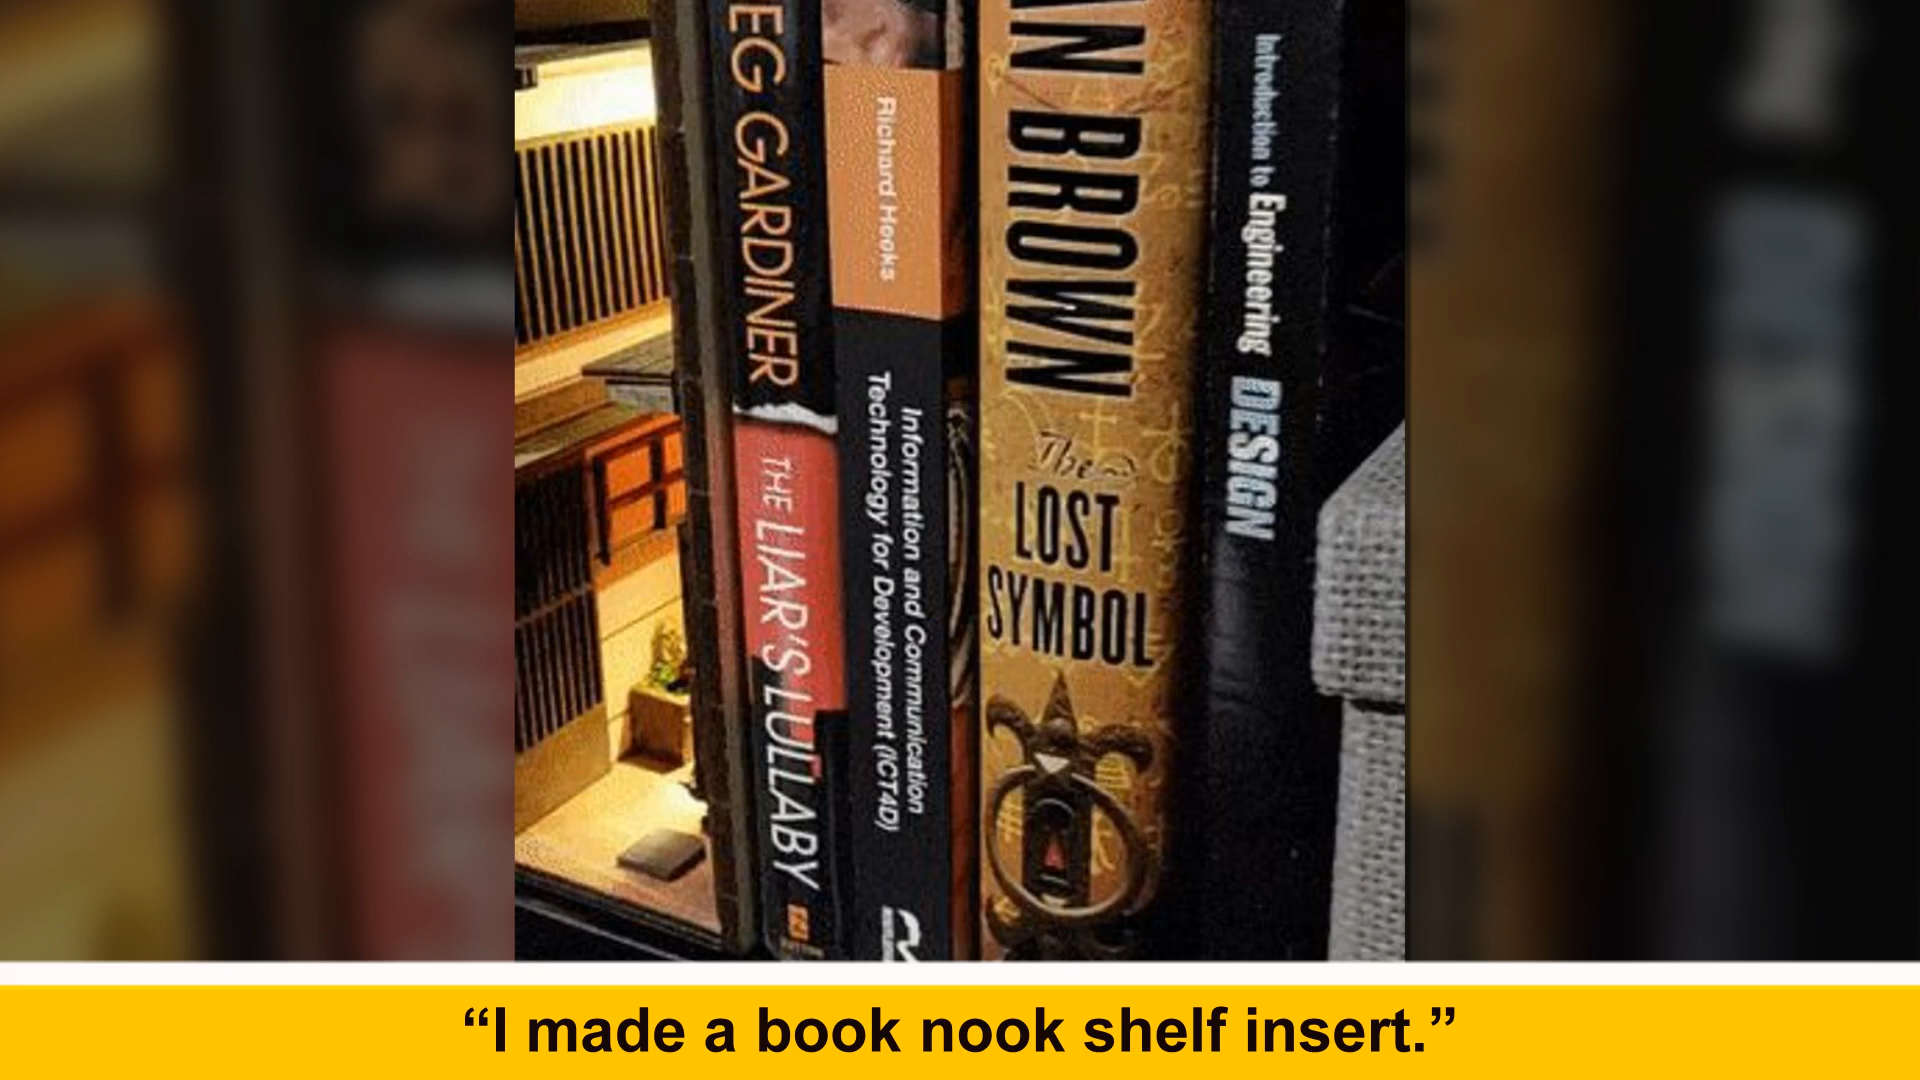 EG GARDINER
THE LIAR'S LULLABY
Richard Heeks
Information and Communication
Technology for Development (ICT4D)
AN BROWN
The
LOST
SYMBOL
Introduction to Engineering DESIGN
“I made a book nook shelf insert.”